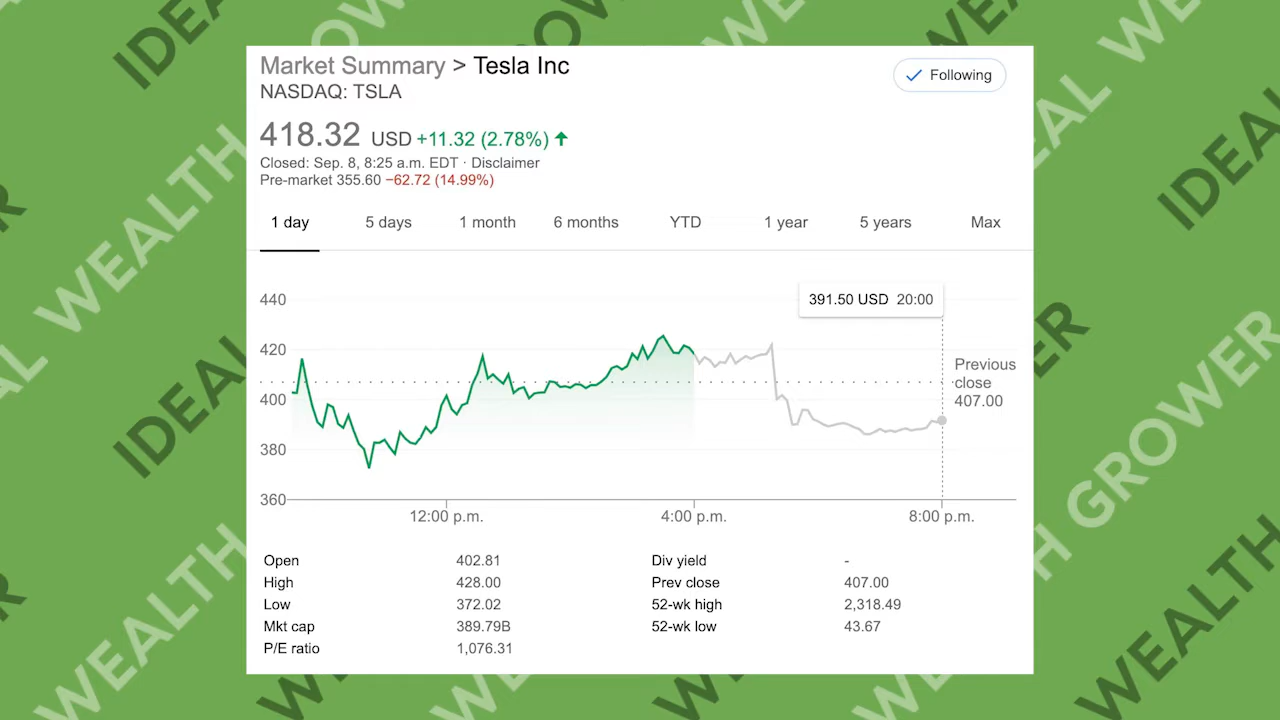 IDEAL WEALTH GROWER
Market Summary > Tesla Inc
Following
NASDAQ: TSLA
418.32 USD +11.32 (2.78%)
Closed: Sep. 8, 8:25 a.m. EDT · Disclaimer
Pre-market 355.60 −62.72 (14.99%)
1 day 5 days 1 month 6 months YTD 1 year 5 years Max
391.50 USD 20:00
440
420
400
380
360
Previous
close
407.00
12:00 p.m. 4:00 p.m. 8:00 p.m.
Open 402.81 Div yield -
High 428.00 Prev close 407.00
Low 372.02 52-wk high 2,318.49
Mkt cap 389.79B 52-wk low 43.67
P/E ratio 1,076.31